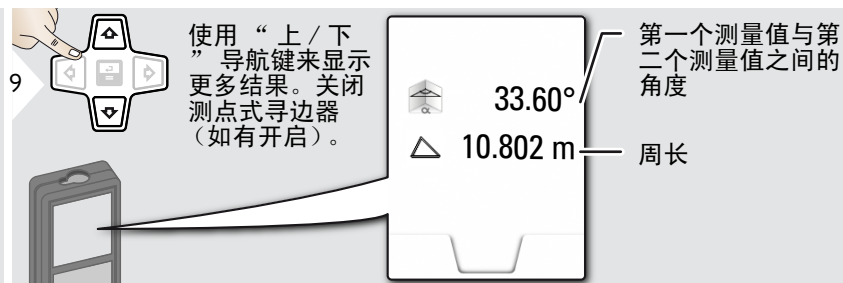 9
使用“上/下
”导航键来显示
更多结果。关闭
测点式寻边器
（如有开启）。
33.60°
10.802 m
第一个测量值与第
二个测量值之间的
角度
周长